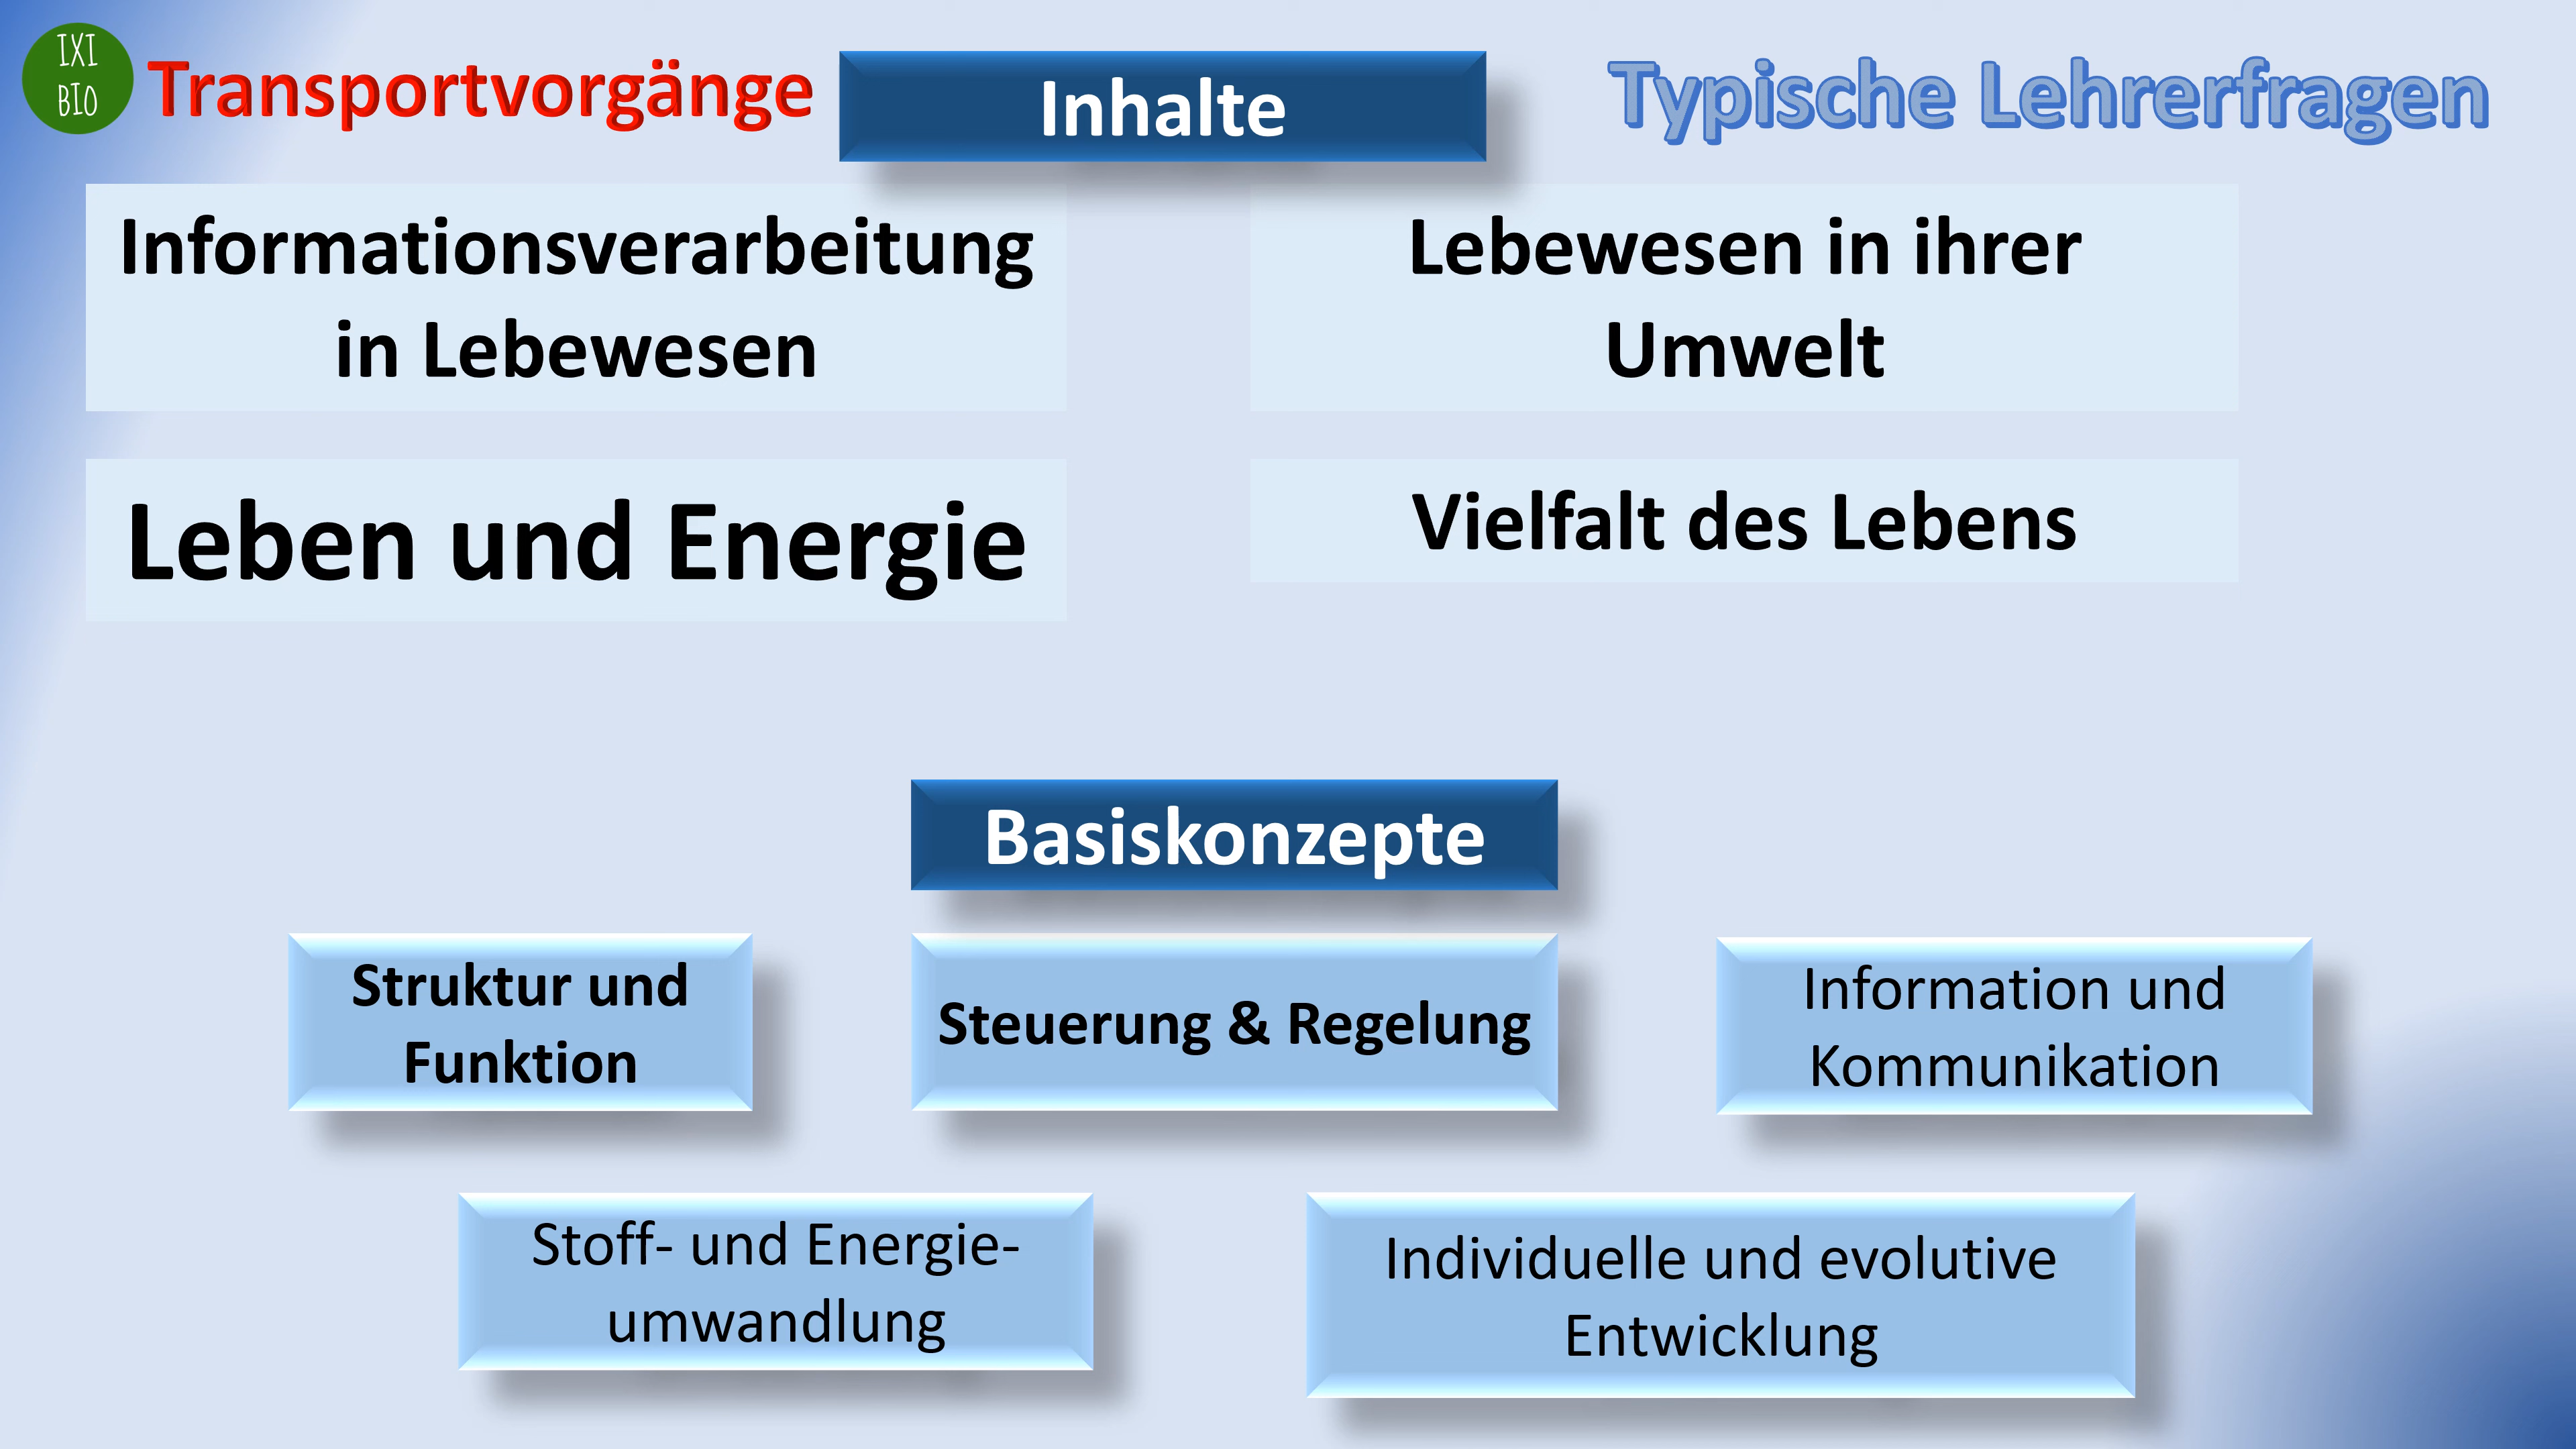 IXI
BIO
Transportvorgänge
Inhalte
Typische Lehrerfragen
Informationsverarbeitung
in Lebewesen
Lebewesen in ihrer
Umwelt
Leben und Energie
Vielfalt des Lebens
Basiskonzepte
Struktur und
Funktion
Steuerung & Regelung
Information und
Kommunikation
Stoff- und Energie-
umwandlung
Individuelle und evolutive
Entwicklung